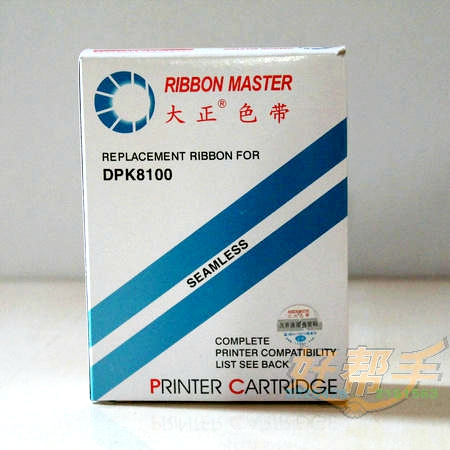 RIBBON MASTER
大正®色带
REPLACEMENT RIBBON FOR
DPK8100
SEAMLESS
COMPLETE
PRINTER COMPATIBILITY
LIST SEE BACK
PRINTER CARTRIDGE
好帮手